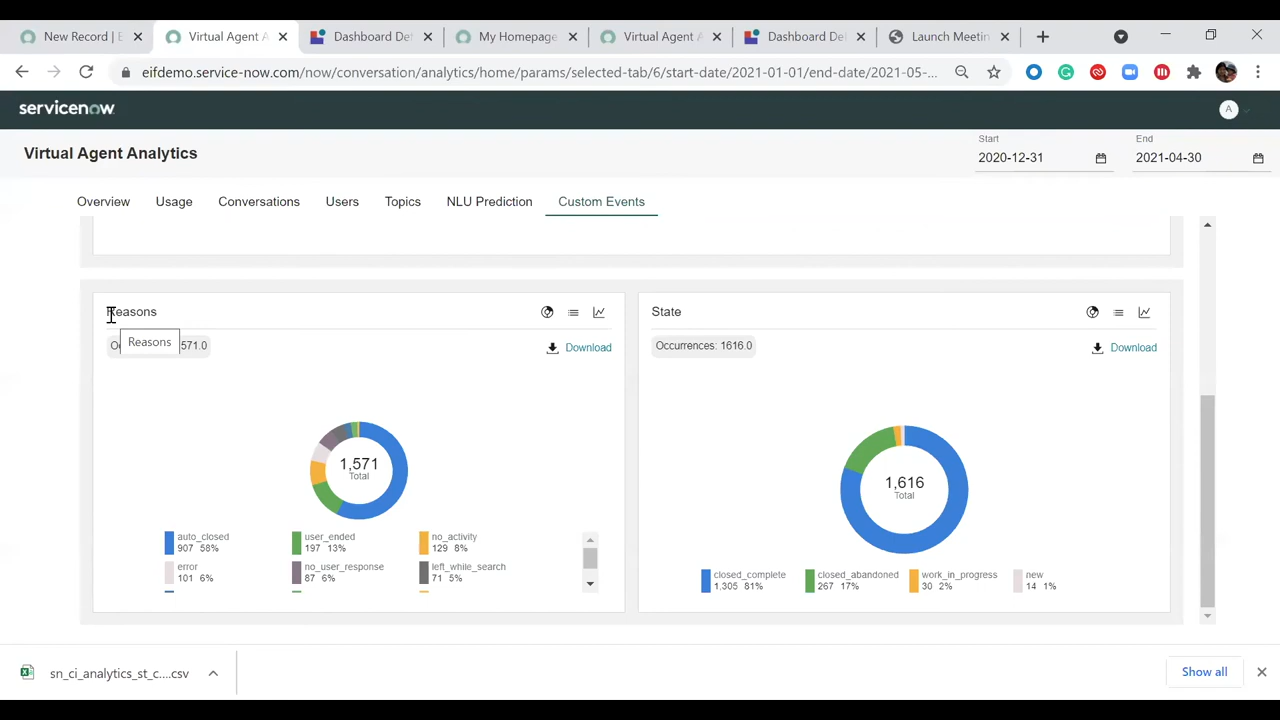 New Record | E
Virtual Agent A
Dashboard Def
My Homepage
Virtual Agent A
Dashboard Del
Launch Meetin
eifdemo.service-now.com/now/conversation/analytics/home/params/selected-tab/6/start-date/2021-01-01/end-date/2021-05-...
servicenow
A
Virtual Agent Analytics
Start
2020-12-31
End
2021-04-30
Overview
Usage
Conversations
Users
Topics
NLU Prediction
Custom Events
Reasons
Reasons
571.0
Download
1,571
Total
auto_closed
907 58%
user_ended
197 13%
no_activity
129 8%
error
101 6%
no_user_response
87 6%
left_while_search
71 5%
State
Occurrences: 1616.0
Download
1,616
Total
closed_complete
1.305 81%
closed_abandoned
267 17%
work_in_progress
30 2%
new
14 1%
sn_ci_analytics_st_c....csv
Show all